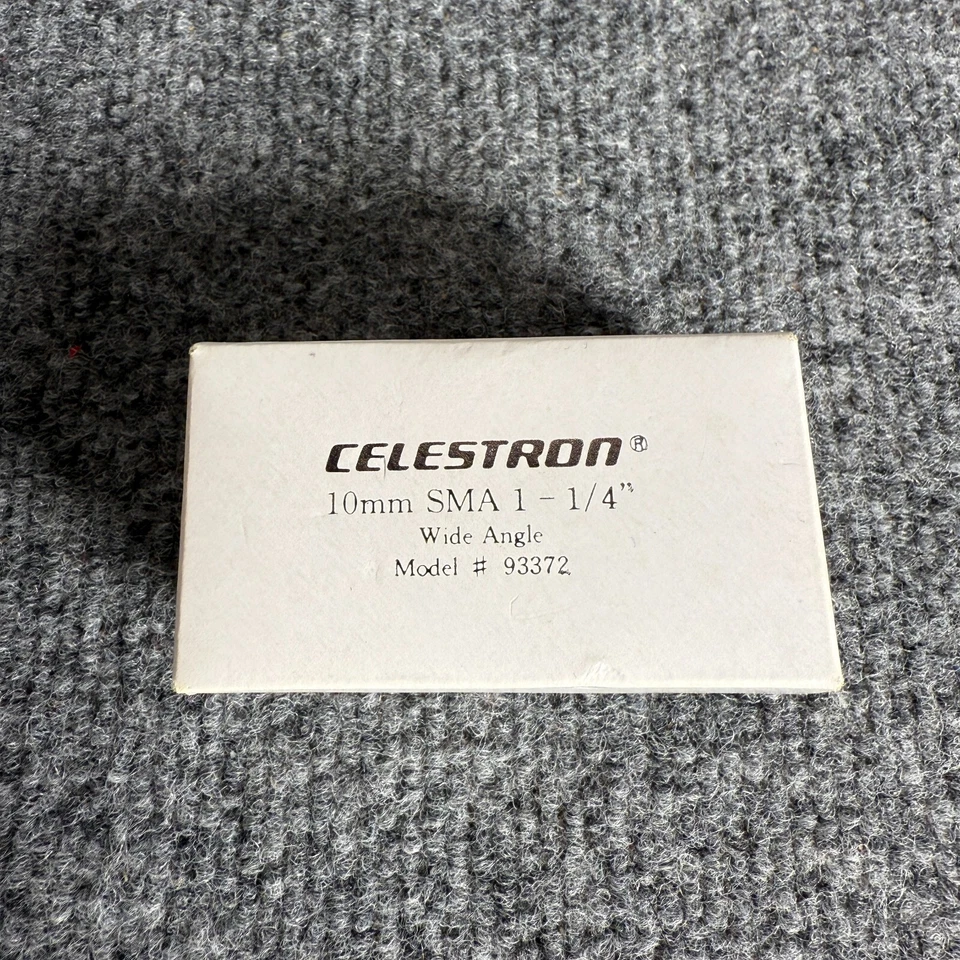 CELESTRON®
10mm SMA 1 - 1/4"
Wide Angle
Model # 93372